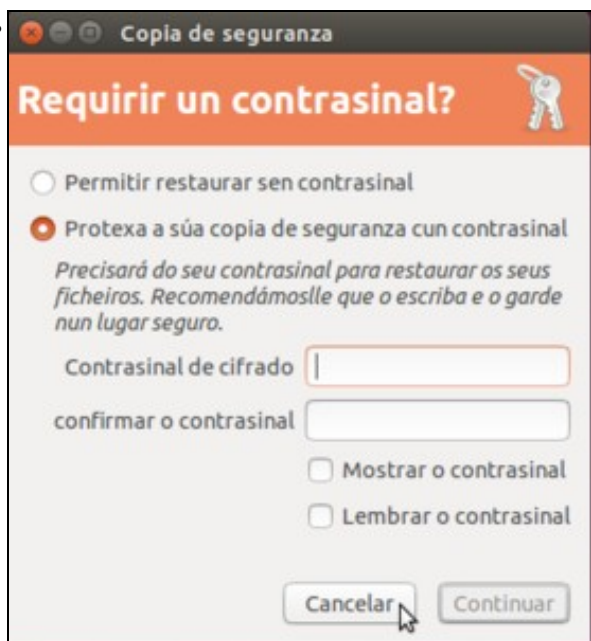 Copia de seguranza
Requirir un contrasinal?
Permitir restaurar sen contrasinal
Protexa a súa copia de seguranza cun contrasinal
Precisará do seu contrasinal para restaurar os seus
ficheiros. Recomendámoslle que o escriba e o garde
nun lugar seguro.
Contrasinal de cifrado
confirmar o contrasinal
Mostrar o contrasinal
Lembrar o contrasinal
Cancelar Continuar